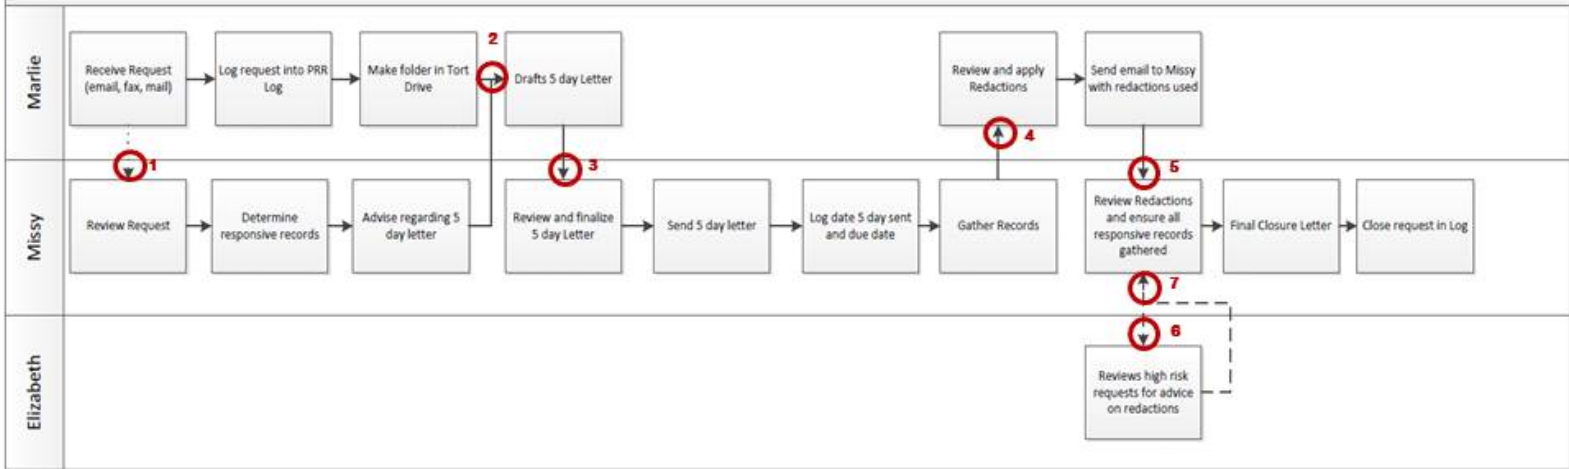 Marlie
Receive Request
(email, fax, mail)
Log request into PRR
Log
Make folder in Tort
Drive
2
Drafts 5 day Letter
Review and apply
Redactions
4
Send email to Missy
with redactions used
1
3
5
Missy
Review Request
Determine
responsive records
Advise regarding 5
day letter
Review and finalize
5 day Letter
Send 5 day letter
Log date 5 day sent
and due date
Gather Records
Review Redactions
and ensure all
responsive records
gathered
Final Closure Letter
Close request in Log
7
6
Elizabeth
Reviews high risk
requests for advice
on redactions